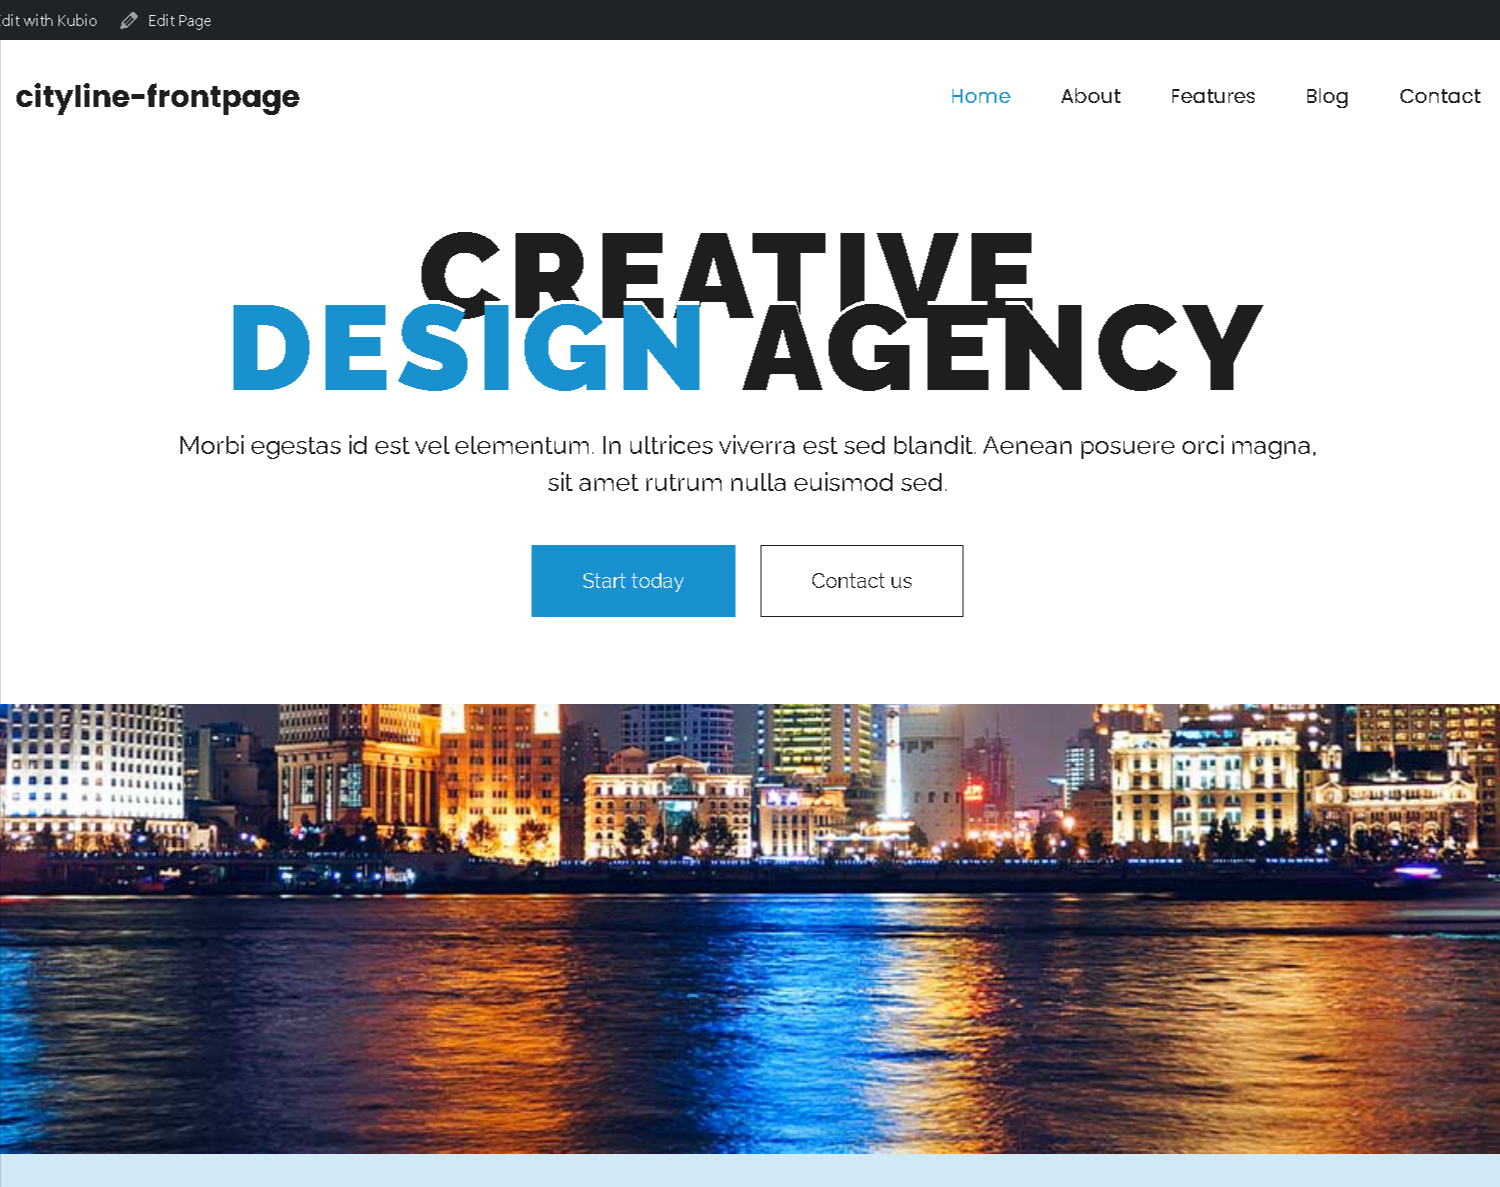 Edit with Kubio Edit Page
cityline-frontpage
Home About Features Blog Contact
CREATIVE
DESIGN AGENCY
Morbi egestas id est vel elementum. In ultrices viverra est sed blandit. Aenean posuere orci magna,
sit amet rutrum nulla euismod sed.
Start today Contact us